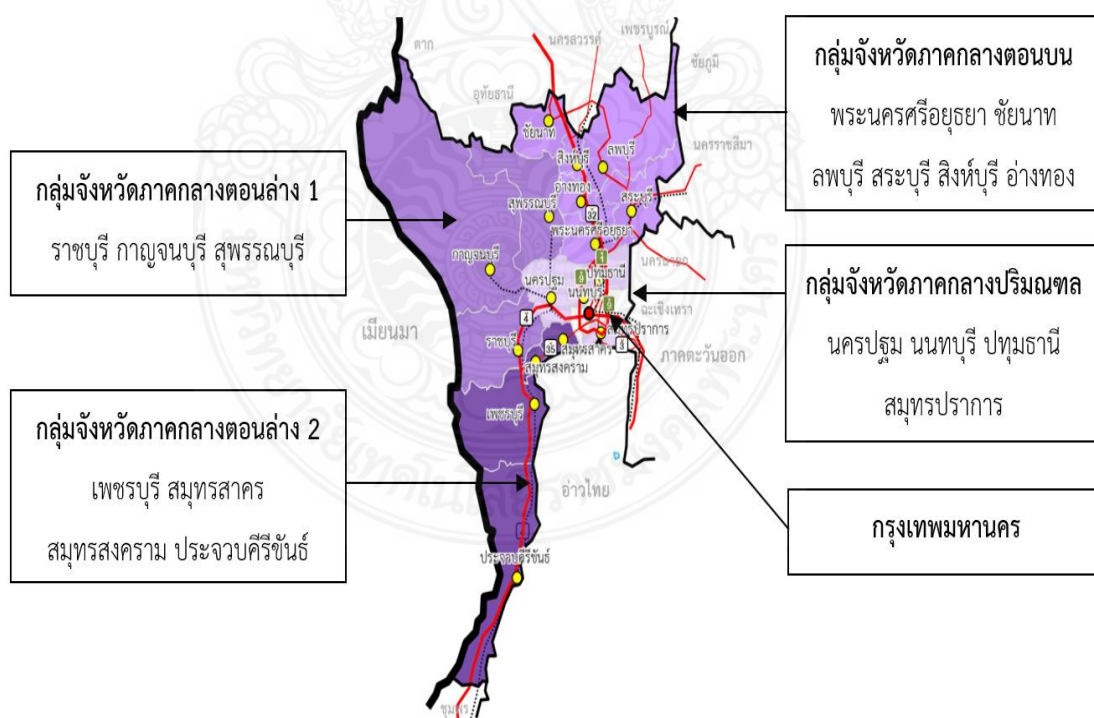 กลุ่มจังหวัดภาคกลางตอนบน
พระนครศรีอยุธยา ชัยนาท
ลพบุรี สระบุรี สิงห์บุรี อ่างทอง
กลุ่มจังหวัดภาคกลางตอนล่าง 1
ราชบุรี กาญจนบุรี สุพรรณบุรี
กลุ่มจังหวัดภาคกลางปริมณฑล
นครปฐม นนทบุรี ปทุมธานี
สมุทรปราการ
กลุ่มจังหวัดภาคกลางตอนล่าง 2
เพชรบุรี สมุทรสาคร
สมุทรสงคราม ประจวบคีรีขันธ์
กรุงเทพมหานคร
ตาก
นครสวรรค์
เพชรบูรณ์
ชัยภูมิ
อุทัยธานี
ชัยนาท
นครราชสีมา
สิงห์บุรี
ลพบุรี
อ่างทอง
สระบุรี
สุพรรณบุรี
32
พระนครศรีอยุธยา
กาญจนบุรี
นครนายก
ปทุมธานี
นครปฐม
นนทบุรี
9
ฉะเชิงเทรา
เมียนมา
4
สมุทรปราการ
ราชบุรี
35
สมุทรสาคร
3
ภาคตะวันออก
สมุทรสงคราม
เพชรบุรี
อ่าวไทย
ประจวบคีรีขันธ์
ชุมพร